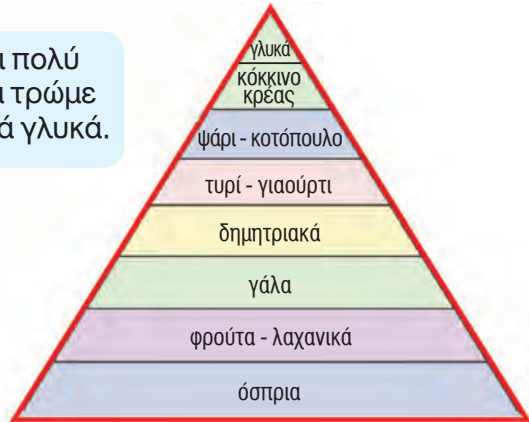 πολύ
τρώμε
γλυκά.
γλυκά
κόκκινο
κρέας
ψάρι - κοτόπουλο
τυρί - γιαούρτι
δημητριακά
γάλα
φρούτα - λαχανικά
όσπρια